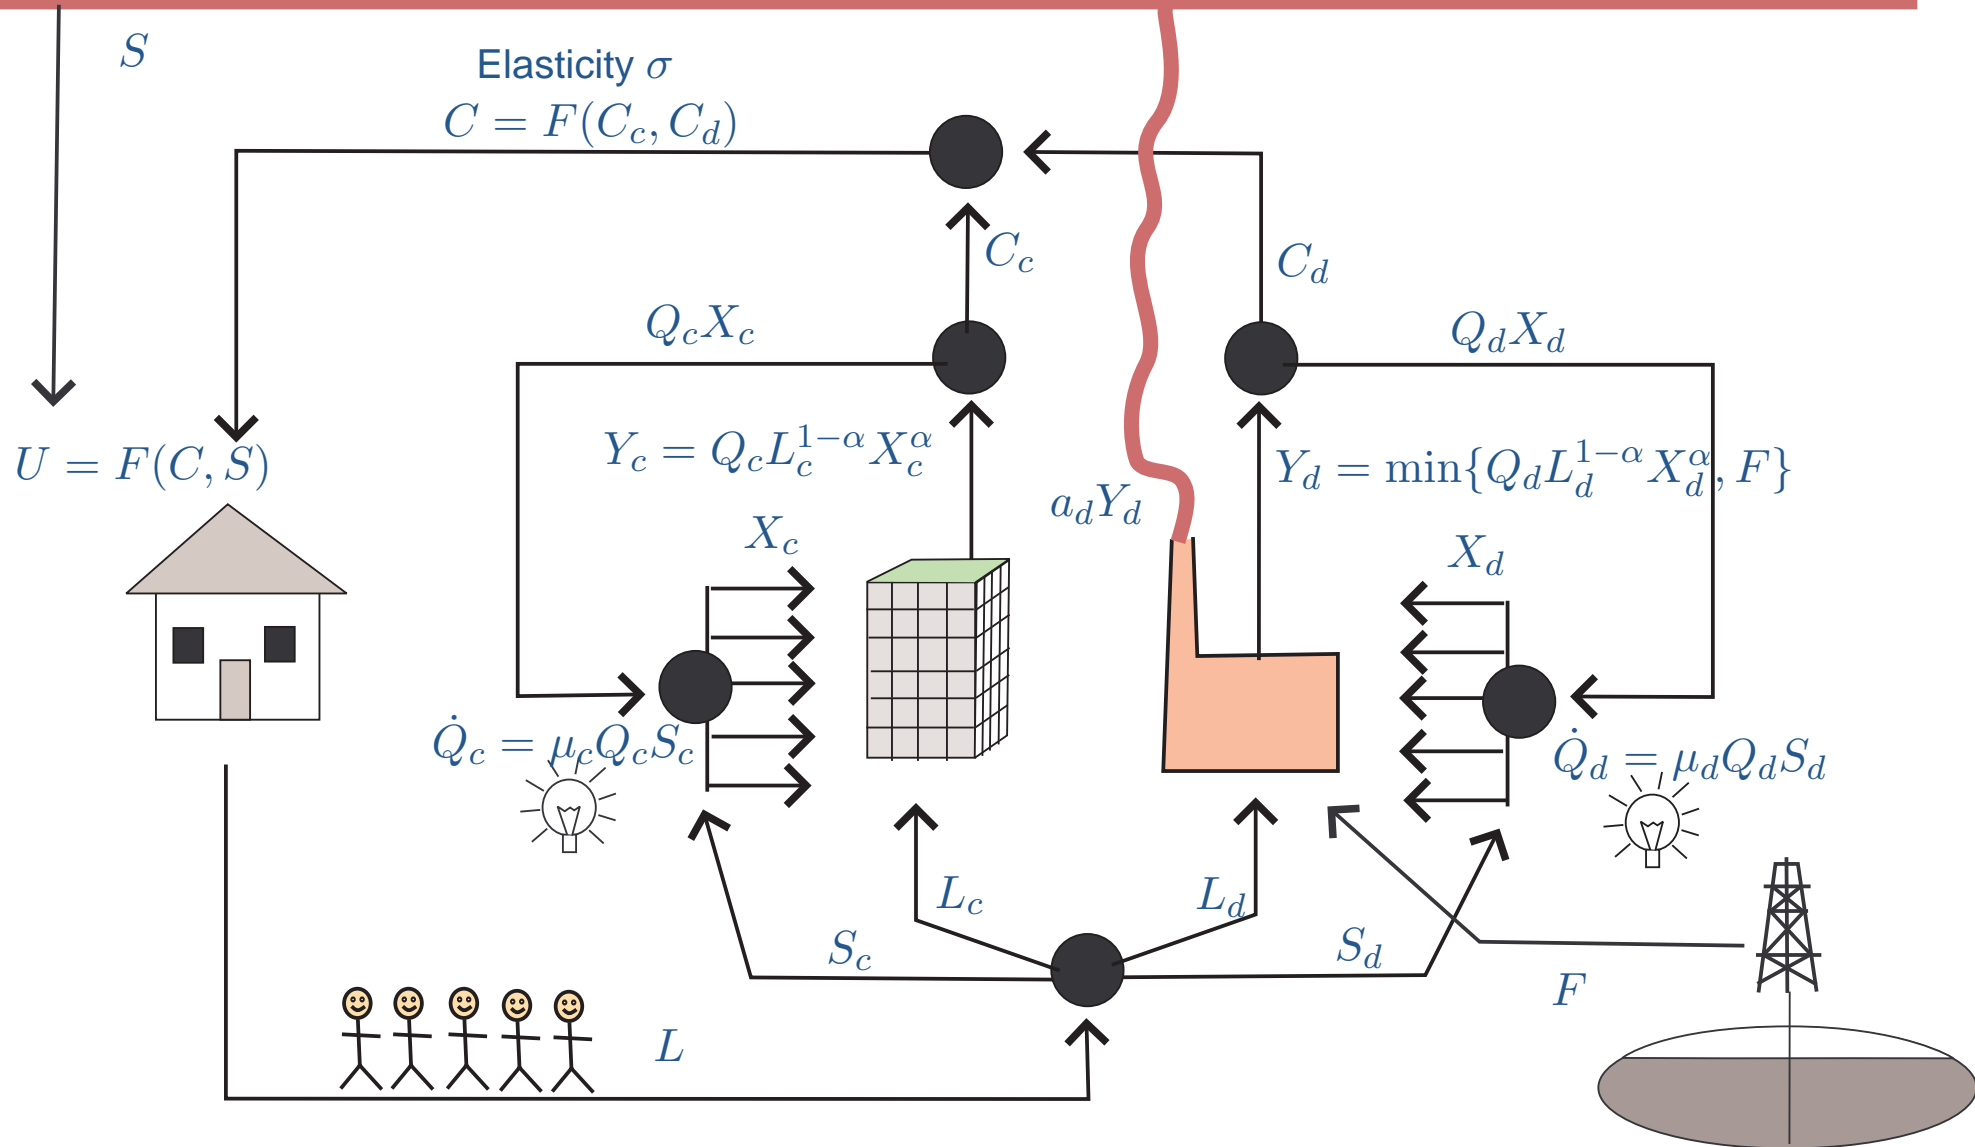 S
Elasticity σ
C = F(C_c, C_d)
C_c
C_d
Q_cX_c
Q_dX_d
U = F(C, S)
Y_c = Q_cL_c^{1−α}X_c^α
Y_d = min{Q_dL_d^{1−α}X_d^α, F}
a_dY_d
X_c
X_d
Q̇_c = μ_cQ_cS_c
Q̇_d = μ_dQ_dS_d
L_c
L_d
S_c
S_d
F
L